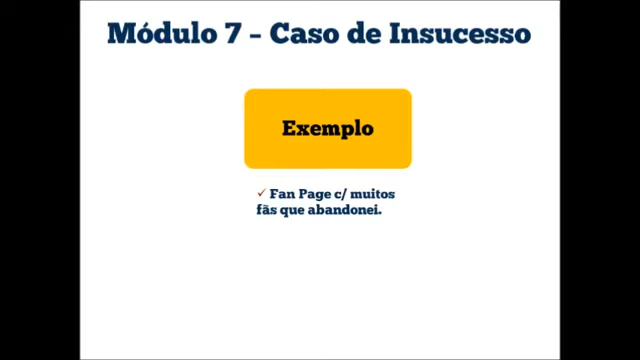 Módulo 7 – Caso de Insucesso
Exemplo
✓ Fan Page c/ muitos
fãs que abandonei.